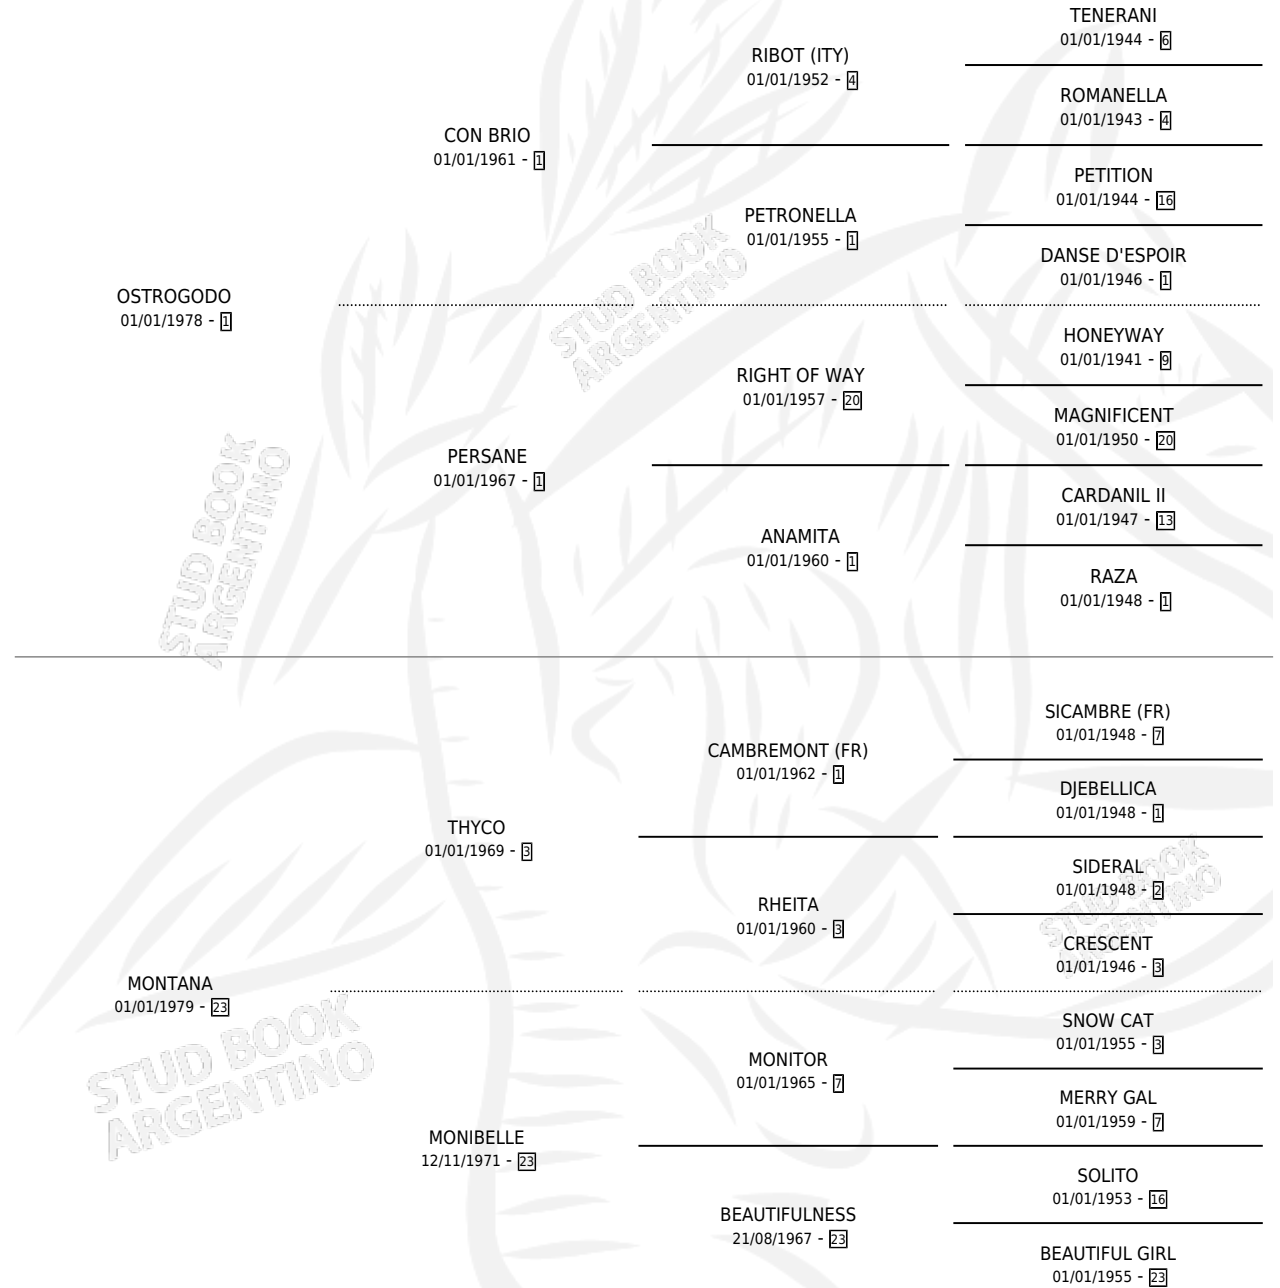 TENERANI
01/01/1944 - 6
RIBOT (ITY)
01/01/1952 - 4
ROMANELLA
01/01/1943 - 4
CON BRIO
01/01/1961 - 1
PETITION
01/01/1944 - 16
PETRONELLA
01/01/1955 - 1
DANSE D'ESPOIR
01/01/1946 - 1
OSTROGODO
01/01/1978 - 1
HONEYWAY
01/01/1941 - 9
RIGHT OF WAY
01/01/1957 - 20
MAGNIFICENT
01/01/1950 - 20
PERSANE
01/01/1967 - 1
CARDANIL II
01/01/1947 - 13
ANAMITA
01/01/1960 - 1
RAZA
01/01/1948 - 1
STUD BOOK
ARGENTINO
STUD BOOK
ARGENTINO
SICAMBRE (FR)
01/01/1948 - 7
CAMBREMONT (FR)
01/01/1962 - 1
DJEBELLICA
01/01/1948 - 1
THYCO
01/01/1969 - 3
SIDERAL
01/01/1948 - 2
RHEITA
01/01/1960 - 3
CRESCENT
01/01/1946 - 3
MONTANA
01/01/1979 - 23
SNOW CAT
01/01/1955 - 3
MONITOR
01/01/1965 - 7
MERRY GAL
01/01/1959 - 7
MONIBELLE
12/11/1971 - 23
SOLITO
01/01/1953 - 16
BEAUTIFULNESS
21/08/1967 - 23
BEAUTIFUL GIRL
01/01/1955 - 23
STUD BOOK
ARGENTINO
STUD BOOK
ARGENTINO